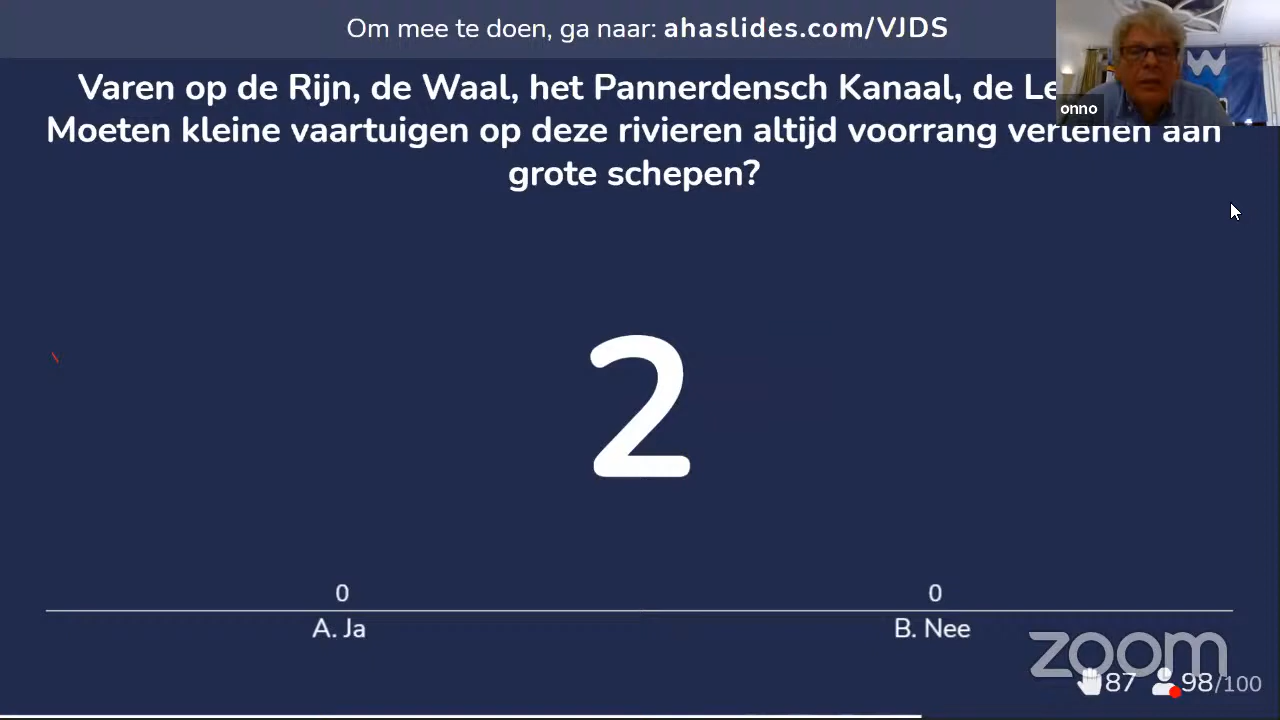 Om mee te doen, ga naar: ahaslides.com/VJDS
Varen op de Rijn, de Waal, het Pannerdensch Kanaal, de
Moeten kleine vaartuigen op deze rivieren altijd voorrang verlenen aan
grote schepen?
onno
2
0
0
A. Ja
B. Nee
zoom
87
98/100